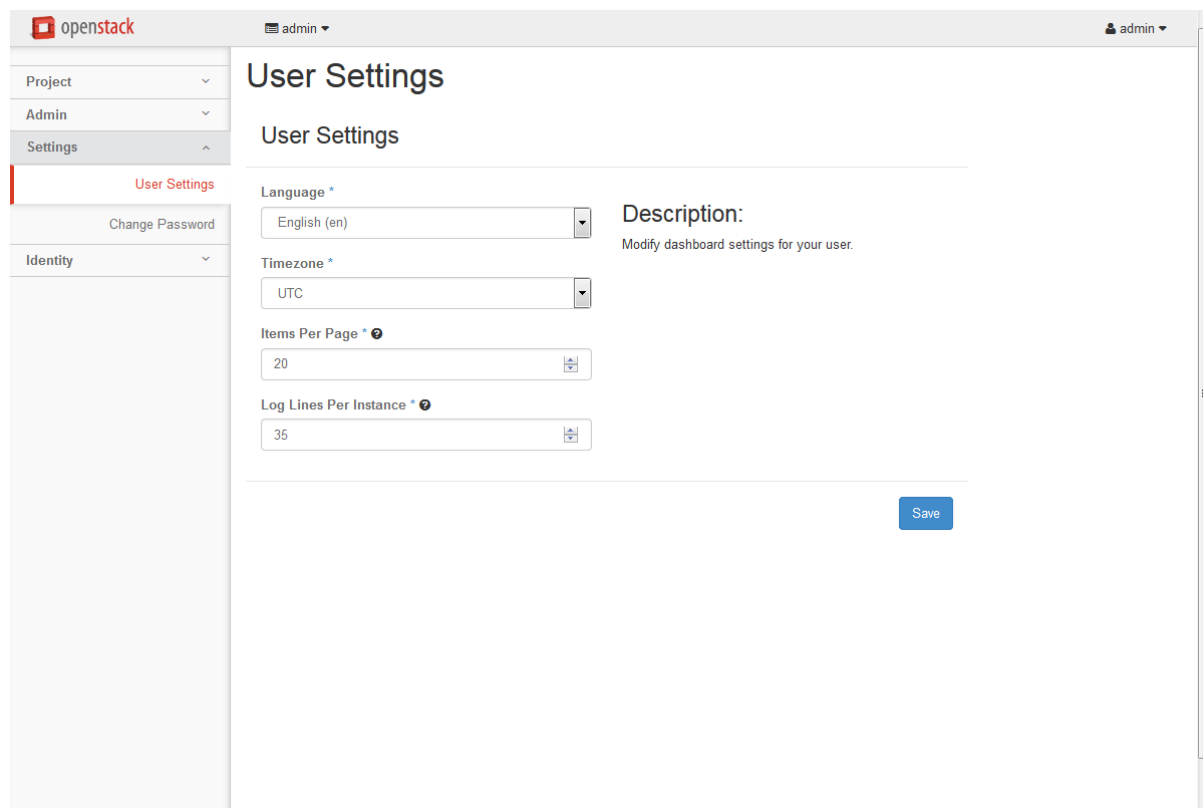 openstack
admin
admin
Project
Admin
Settings
User Settings
Change Password
Identity
User Settings
User Settings
Language *
English (en)
Timezone *
UTC
Items Per Page *
20
Log Lines Per Instance *
35
Description:
Modify dashboard settings for your user.
Save